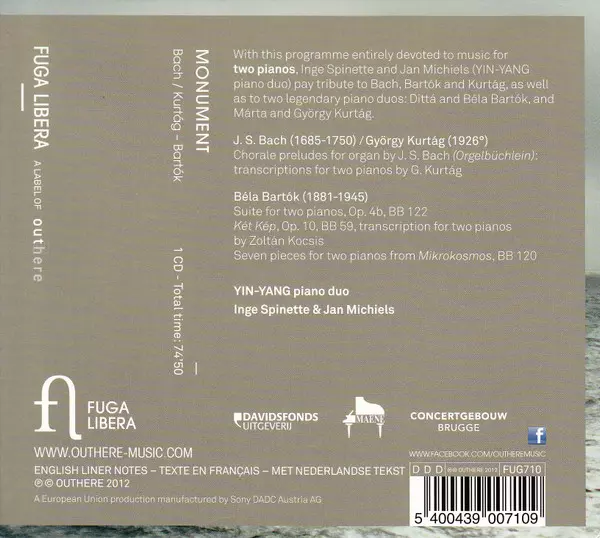 FUGA LIBERA
A LABEL OF outhere
MONUMENT
Bach / Kurtág – Bartók
1 CD - Total time: 74'50
With this programme entirely devoted to music for
two pianos, Inge Spinette and Jan Michiels (YIN-YANG
piano duo) pay tribute to Bach, Bartók and Kurtág, as well
as to two legendary piano duos: Dittá and Béla Bartók, and
Márta and György Kurtág.
J. S. Bach (1685-1750) / György Kurtág (1926°)
Chorale preludes for organ by J. S. Bach (Orgelbüchlein):
transcriptions for two pianos by G. Kurtág
Béla Bartók (1881-1945)
Suite for two pianos, Op. 4b, BB 122
Két Kép, Op. 10, BB 59, transcription for two pianos
by Zoltán Kocsis
Seven pieces for two pianos from Mikrokosmos, BB 120
YIN-YANG piano duo
Inge Spinette & Jan Michiels
FUGA
LIBERA
DAVIDSFONDS
UITGEVERIJ
MAENE
CONCERTGEBOUW
BRUGGE
f
WWW.OUTHERE-MUSIC.COM
WWW.FACEBOOK.COM/OUTHEREMUSIC
ENGLISH LINER NOTES – TEXTE EN FRANÇAIS – MET NEDERLANDSE TEKST
℗ © OUTHERE 2012
A European Union production manufactured by Sony DADC Austria AG
D D D
℗ © OUTHERE 2012
FUG710
5 400439 007109